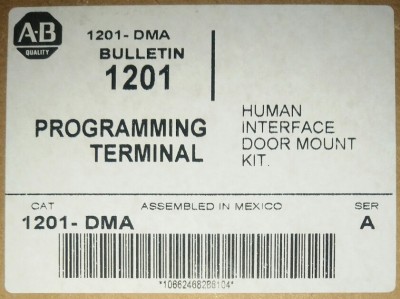 A-B
QUALITY
1201- DMA
BULLETIN
1201
PROGRAMMING
TERMINAL
HUMAN
INTERFACE
DOOR MOUNT
KIT.
CAT
ASSEMBLED IN MEXICO
SER
1201- DMA
A
*10662468288104*